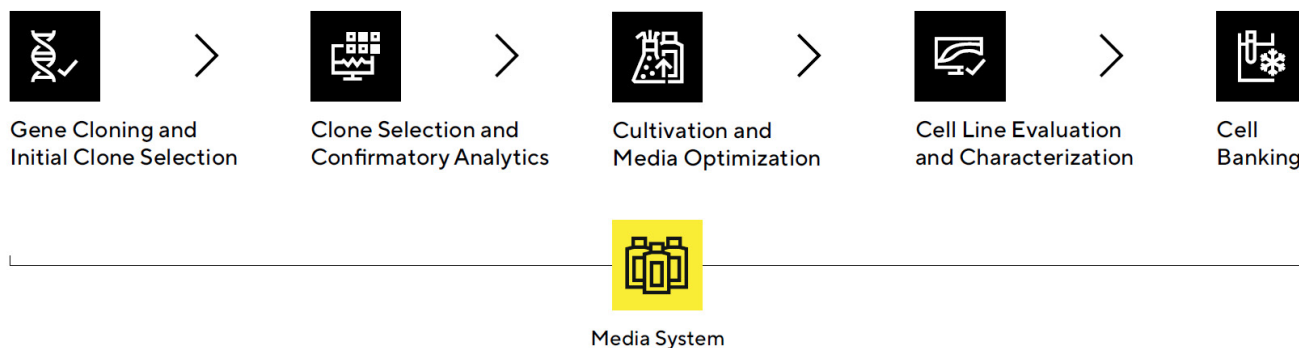 Gene Cloning and
Initial Clone Selection
Clone Selection and
Confirmatory Analytics
Cultivation and
Media Optimization
Cell Line Evaluation
and Characterization
Cell
Banking
Media System